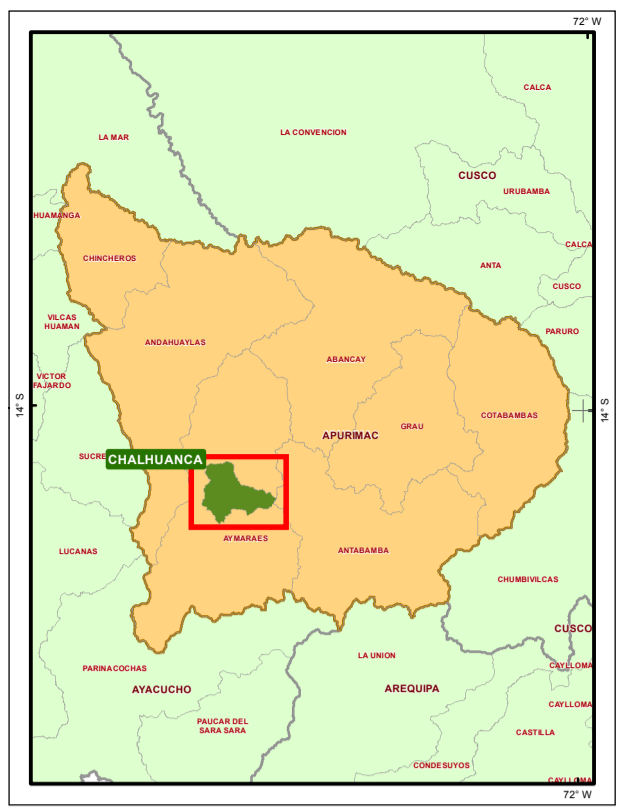 72° W
CALCA
LA CONVENCION
LA MAR
CUSCO
URUBAMBA
HUAMANGA
CALCA
CHINCHEROS
ANTA
CUSCO
VILCAS
HUAMAN
PARURO
ANDAHUAYLAS
ABANCAY
VICTOR
FAJARDO
14° S
14° S
COTABAMBAS
GRAU
APURIMAC
SUCRE
CHALHUANCA
AYMARAES
LUCANAS
ANTABAMBA
CHUMBIVILCAS
CUSCO
LA UNION
CAYLLOMA
PARINACOCHAS
AYACUCHO
AREQUIPA
CAYLLOMA
PAUCAR DEL
SARA SARA
CASTILLA
CONDESUYOS
CAYLLOMA
72° W